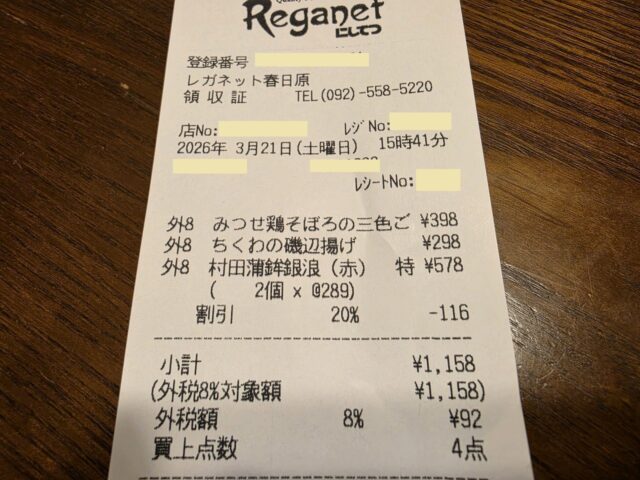 Reganet
にしてつ
登録番号
レガネット春日原
領収証 TEL(092)-558-5220
店No: ﾚｼﾞNo:
2026年 3月21日(土曜日) 15時41分
ﾚｼｰﾄNo:
外8 みつせ鶏そぼろの三色ご ¥398
外8 ちくわの磯辺揚げ ¥298
外8 村田蒲鉾銀浪(赤) 特 ¥578
( 2個 x @289)
割引 20% -116
小計 ¥1,158
(外税8%対象額 ¥1,158)
外税額 8% ¥92
買上点数 4点